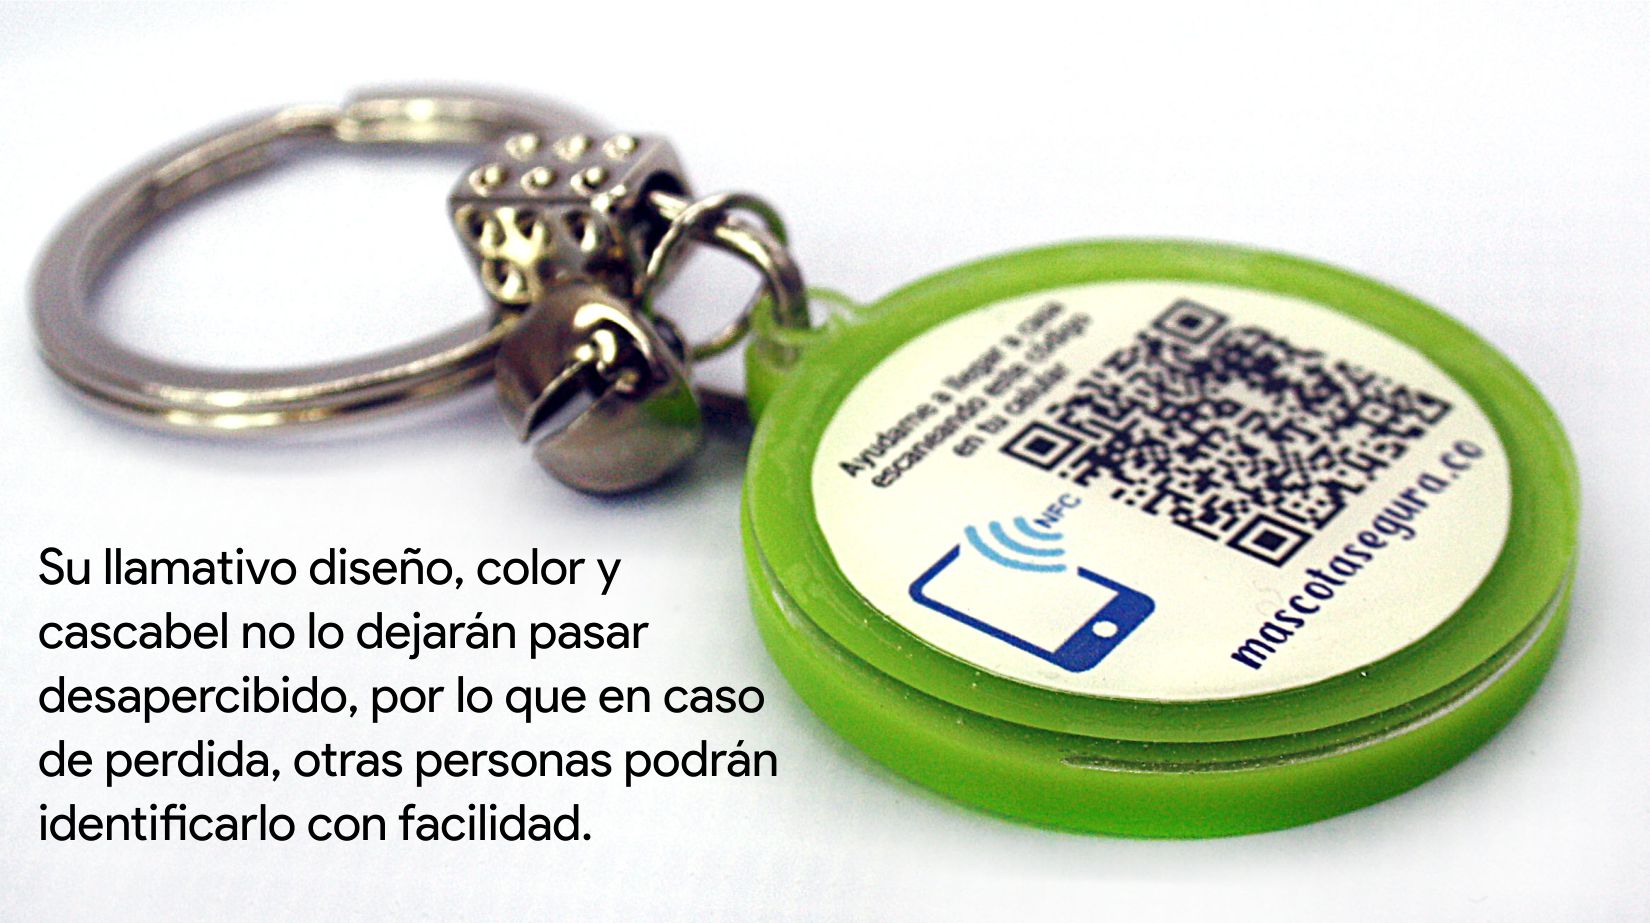 Su llamativo diseño, color y
cascabel no lo dejarán pasar
desapercibido, por lo que en caso
de perdida, otras personas podrán
identificarlo con facilidad.
Ayudame a llegar a casa
escaneando este código
en tu celular
NFC
mascotasegura.co